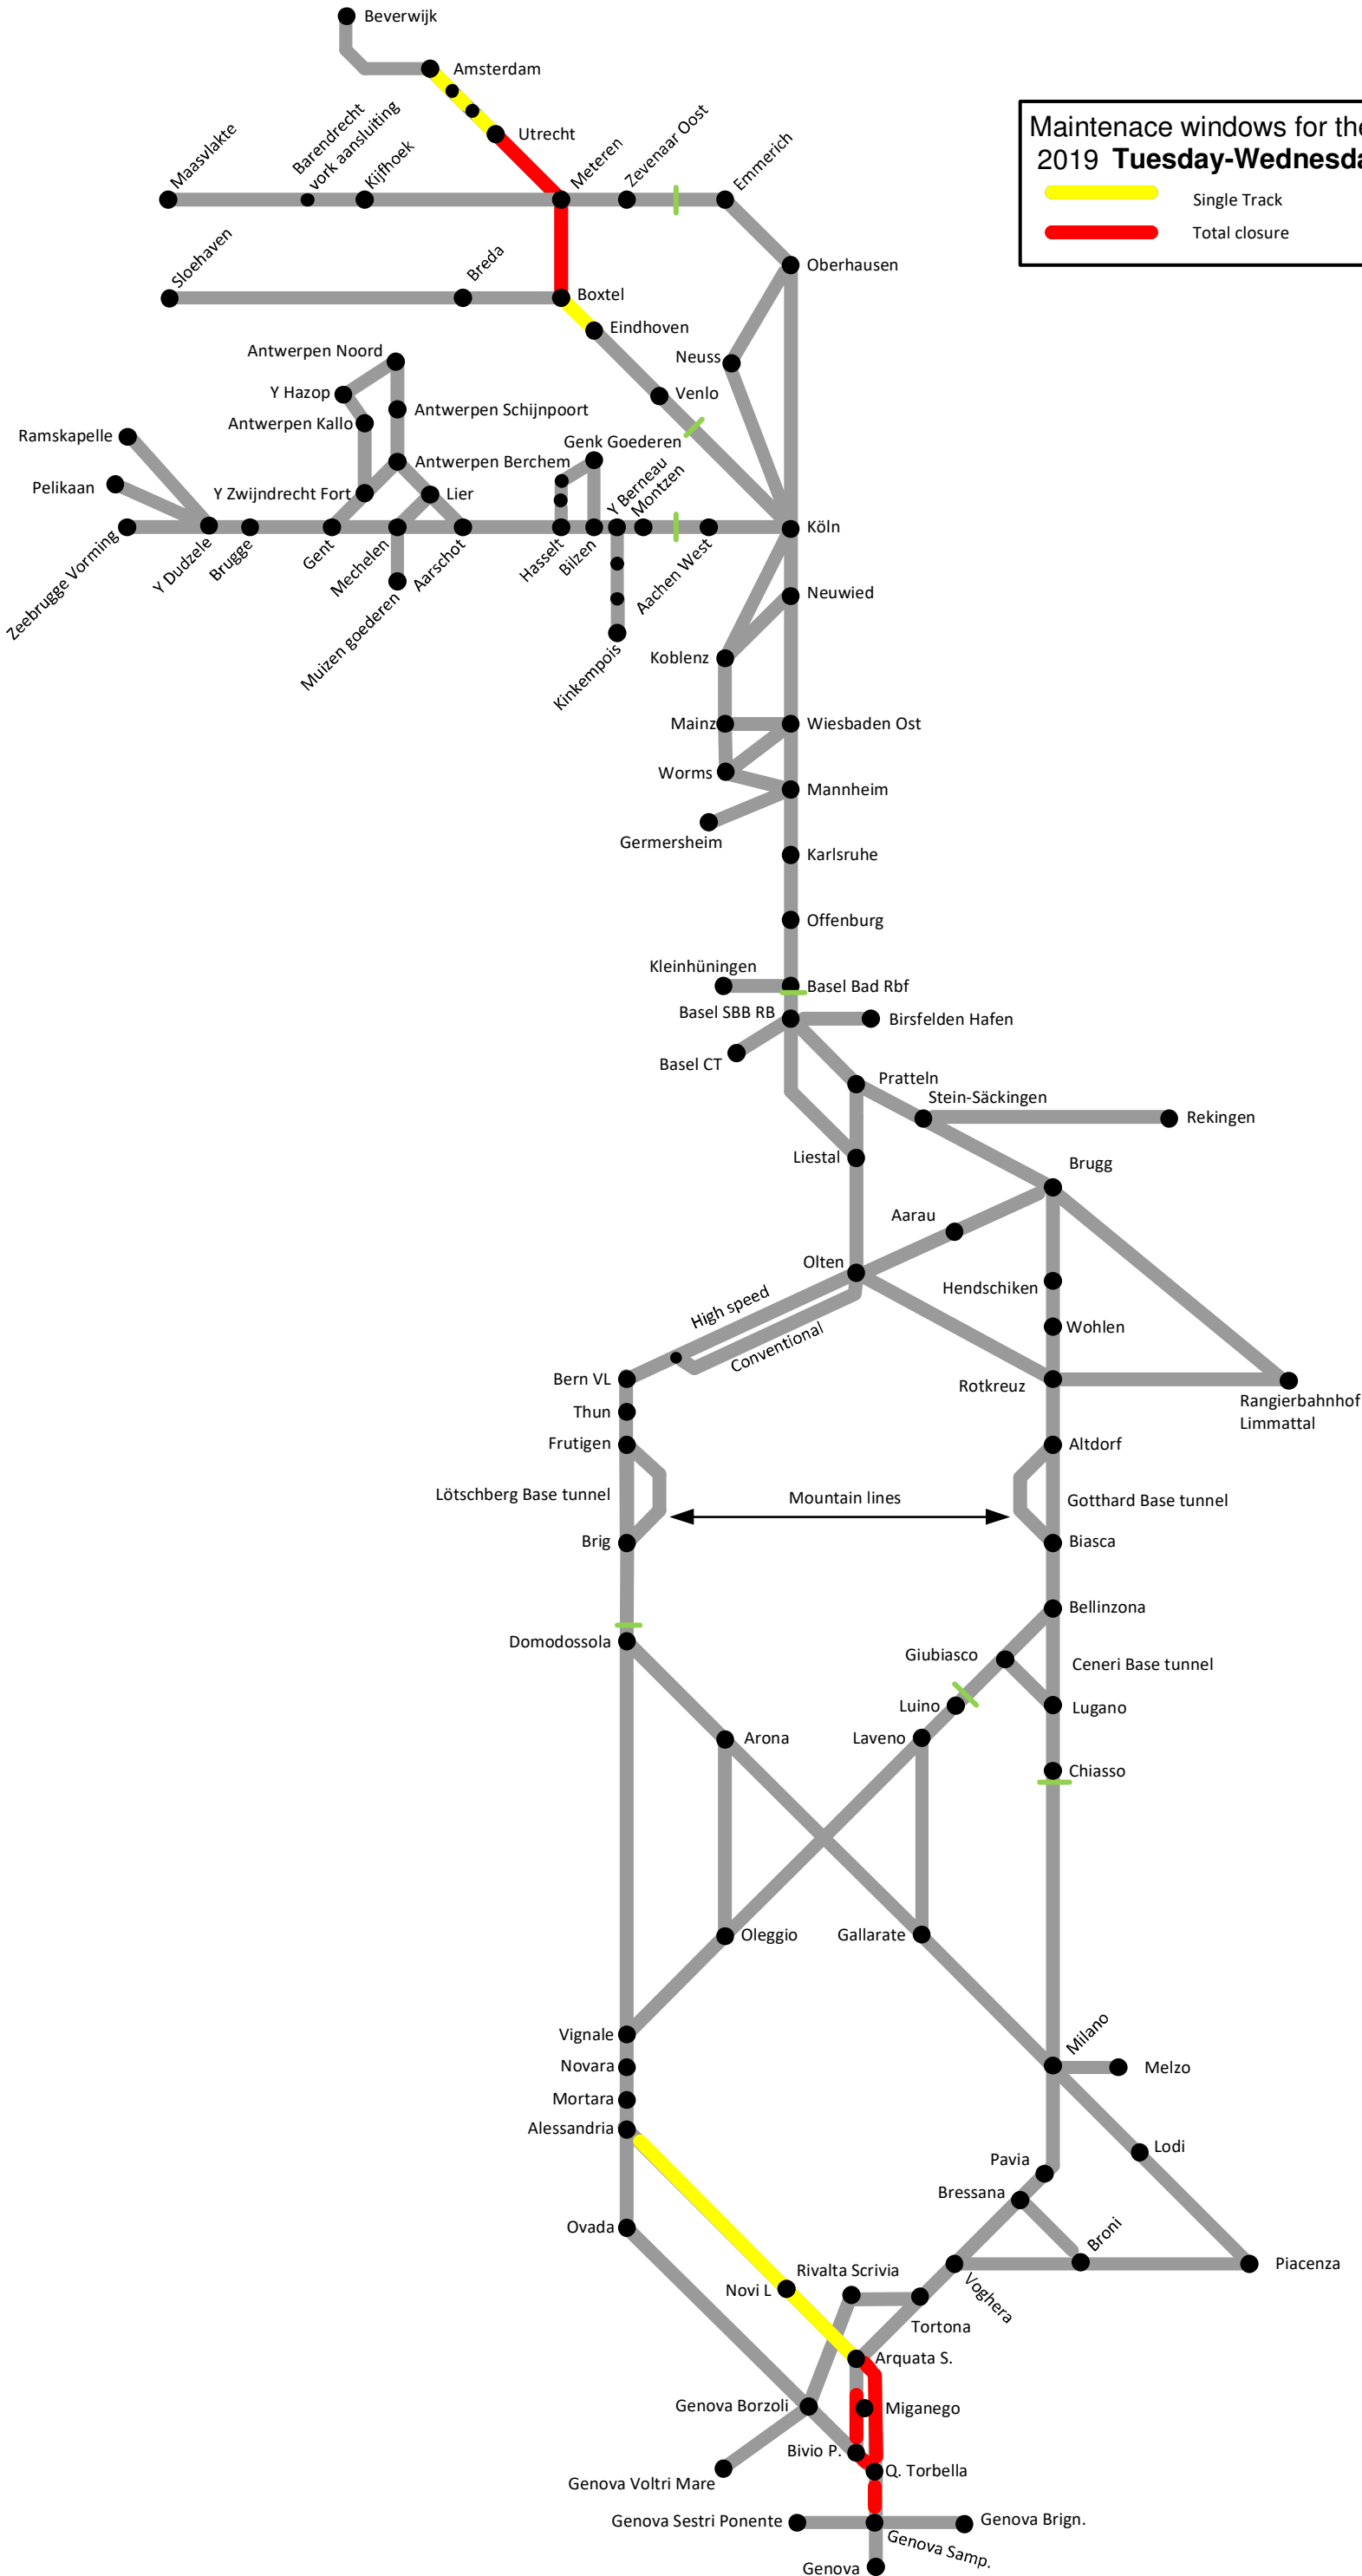 Beverwijk
Amsterdam
Utrecht
Maintenace windows for the
2019 Tuesday-Wednesda
Single Track
Total closure
Maasvlakte
Barendrecht
vork aansluiting
Kijfhoek
Meteren
Zevenaar Oost
Emmerich
Oberhausen
Sloehaven
Breda
Boxtel
Eindhoven
Antwerpen Noord
Neuss
Y Hazop
Venlo
Antwerpen Schijnpoort
Antwerpen Kallo
Ramskapelle
Genk Goederen
Antwerpen Berchem
Pelikaan
Y Zwijndrecht Fort
Lier
Y Berneau
Montzen
Köln
Zeebrugge Vorming
Y Dudzele
Brugge
Gent
Mechelen
Aarschot
Hasselt
Bilzen
Aachen West
Muizen goederen
Kinkempois
Neuwied
Koblenz
Mainz
Wiesbaden Ost
Worms
Mannheim
Germersheim
Karlsruhe
Offenburg
Kleinhüningen
Basel Bad Rbf
Basel SBB RB
Birsfelden Hafen
Basel CT
Pratteln
Stein-Säckingen
Rekingen
Liestal
Brugg
Aarau
Olten
Hendschiken
High speed
Conventional
Wohlen
Bern VL
Rotkreuz
Rangierbahnhof
Limmattal
Thun
Frutigen
Altdorf
Lötschberg Base tunnel
Mountain lines
Gotthard Base tunnel
Brig
Biasca
Bellinzona
Domodossola
Giubiasco
Ceneri Base tunnel
Luino
Lugano
Arona
Laveno
Chiasso
Oleggio
Gallarate
Vignale
Milano
Novara
Melzo
Mortara
Alessandria
Lodi
Pavia
Bressana
Ovada
Broni
Rivalta Scrivia
Novi L
Voghera
Piacenza
Tortona
Arquata S.
Genova Borzoli
Miganego
Bivio P.
Q. Torbella
Genova Voltri Mare
Genova Sestri Ponente
Genova Brign.
Genova Samp.
Genova